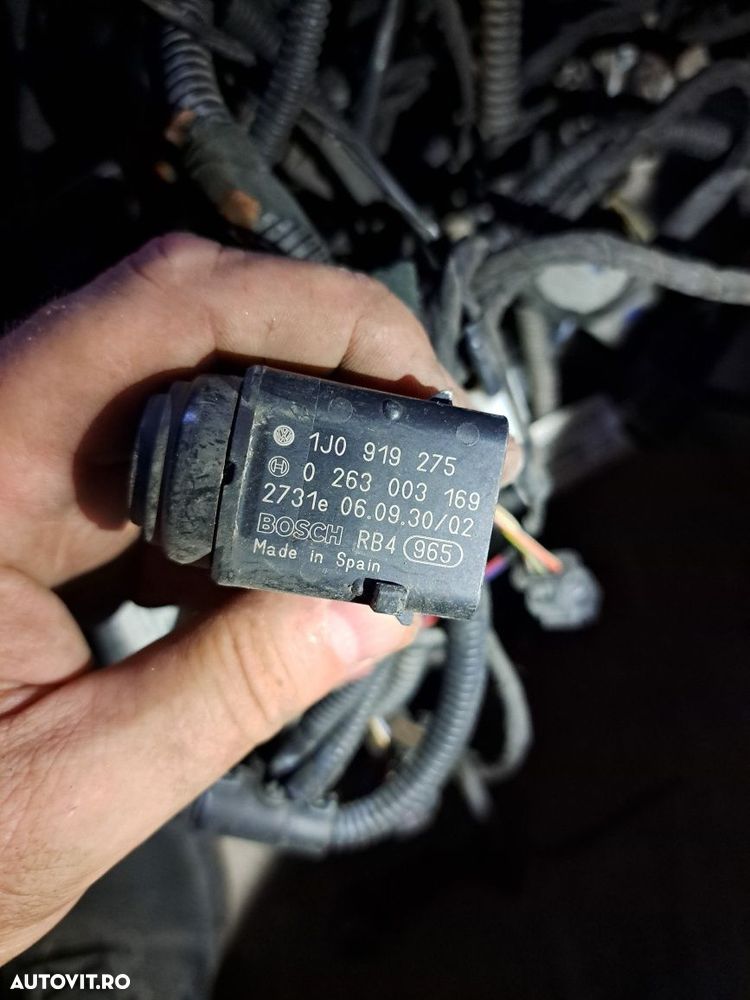 1J0 919 275
0 263 003 169
2731e 06.09.30/02
BOSCH RB4 965
Made in Spain
AUTOVIT.RO